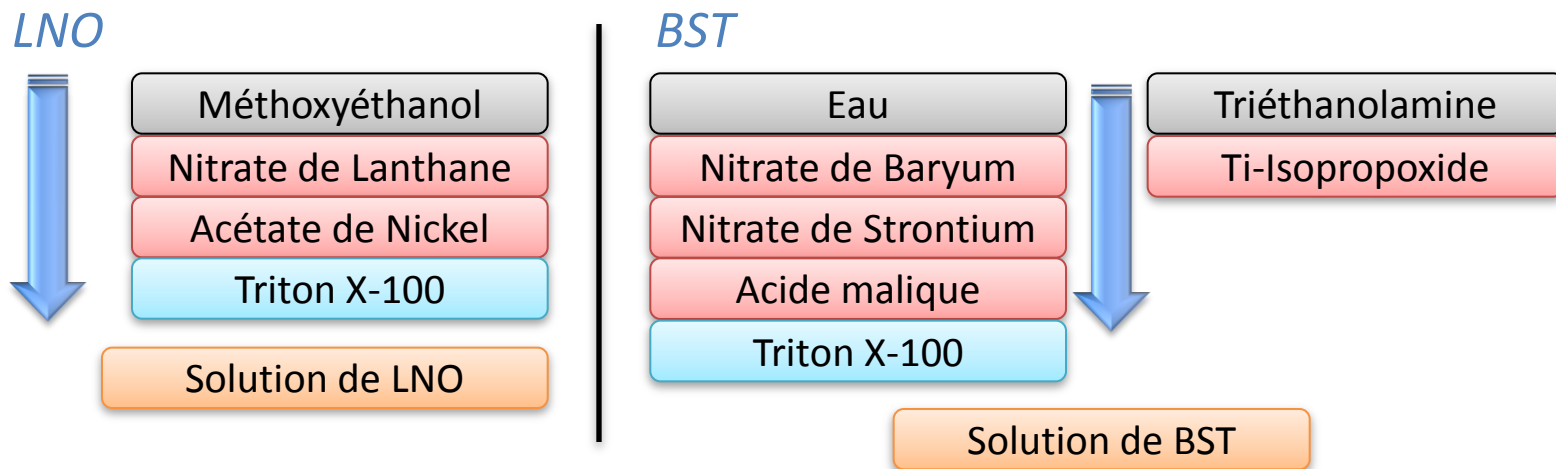 LNO
Méthoxyéthanol
Nitrate de Lanthane
Acétate de Nickel
Triton X-100
Solution de LNO
BST
Eau
Nitrate de Baryum
Nitrate de Strontium
Acide malique
Triton X-100
Triéthanolamine
Ti-Isopropoxide
Solution de BST